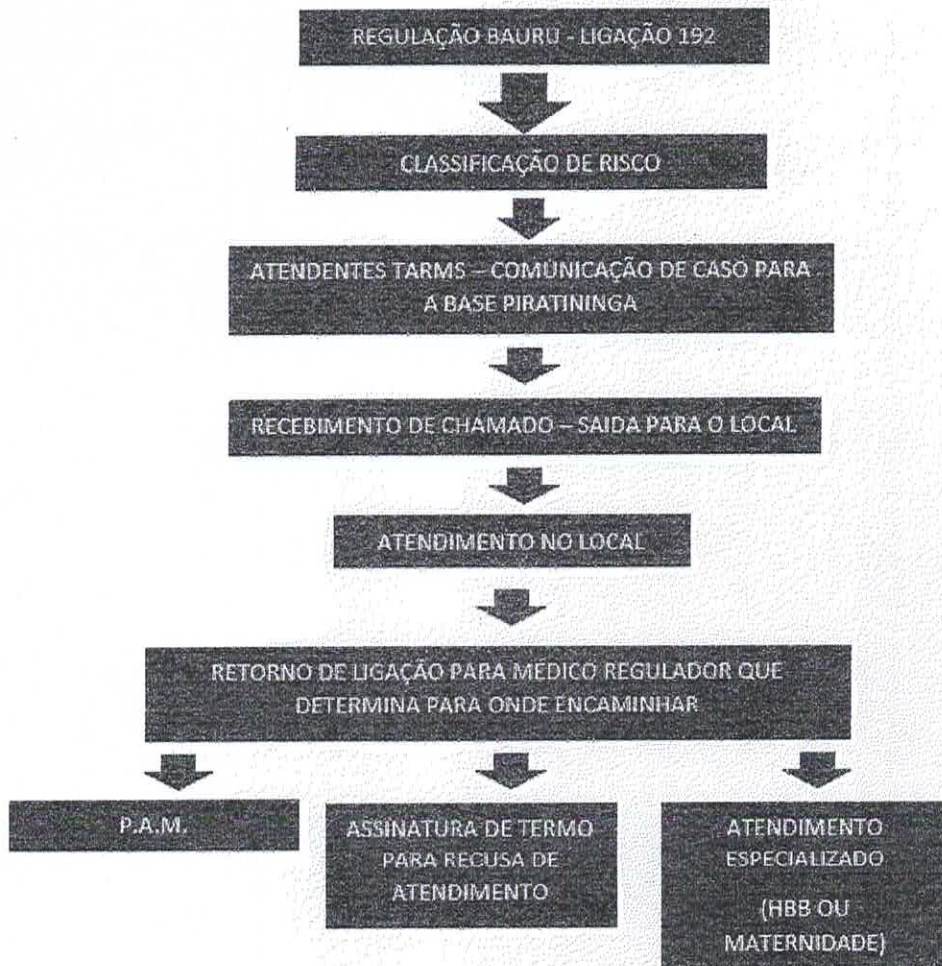 REGULAÇÃO BAURU - LIGAÇÃO 192
CLASSIFICAÇÃO DE RISCO
ATENDENTES TARMS – COMUNICAÇÃO DE CASO PARA
A BASE PIRATININGA
RECEBIMENTO DE CHAMADO – SAIDA PARA O LOCAL
ATENDIMENTO NO LOCAL
RETORNO DE LIGAÇÃO PARA MÉDICO REGULADOR QUE
DETERMINA PARA ONDE ENCAMINHAR
P.A.M.
ASSINATURA DE TERMO
PARA RECUSA DE
ATENDIMENTO
ATENDIMENTO
ESPECIALIZADO
(HBB OU
MATERNIDADE)